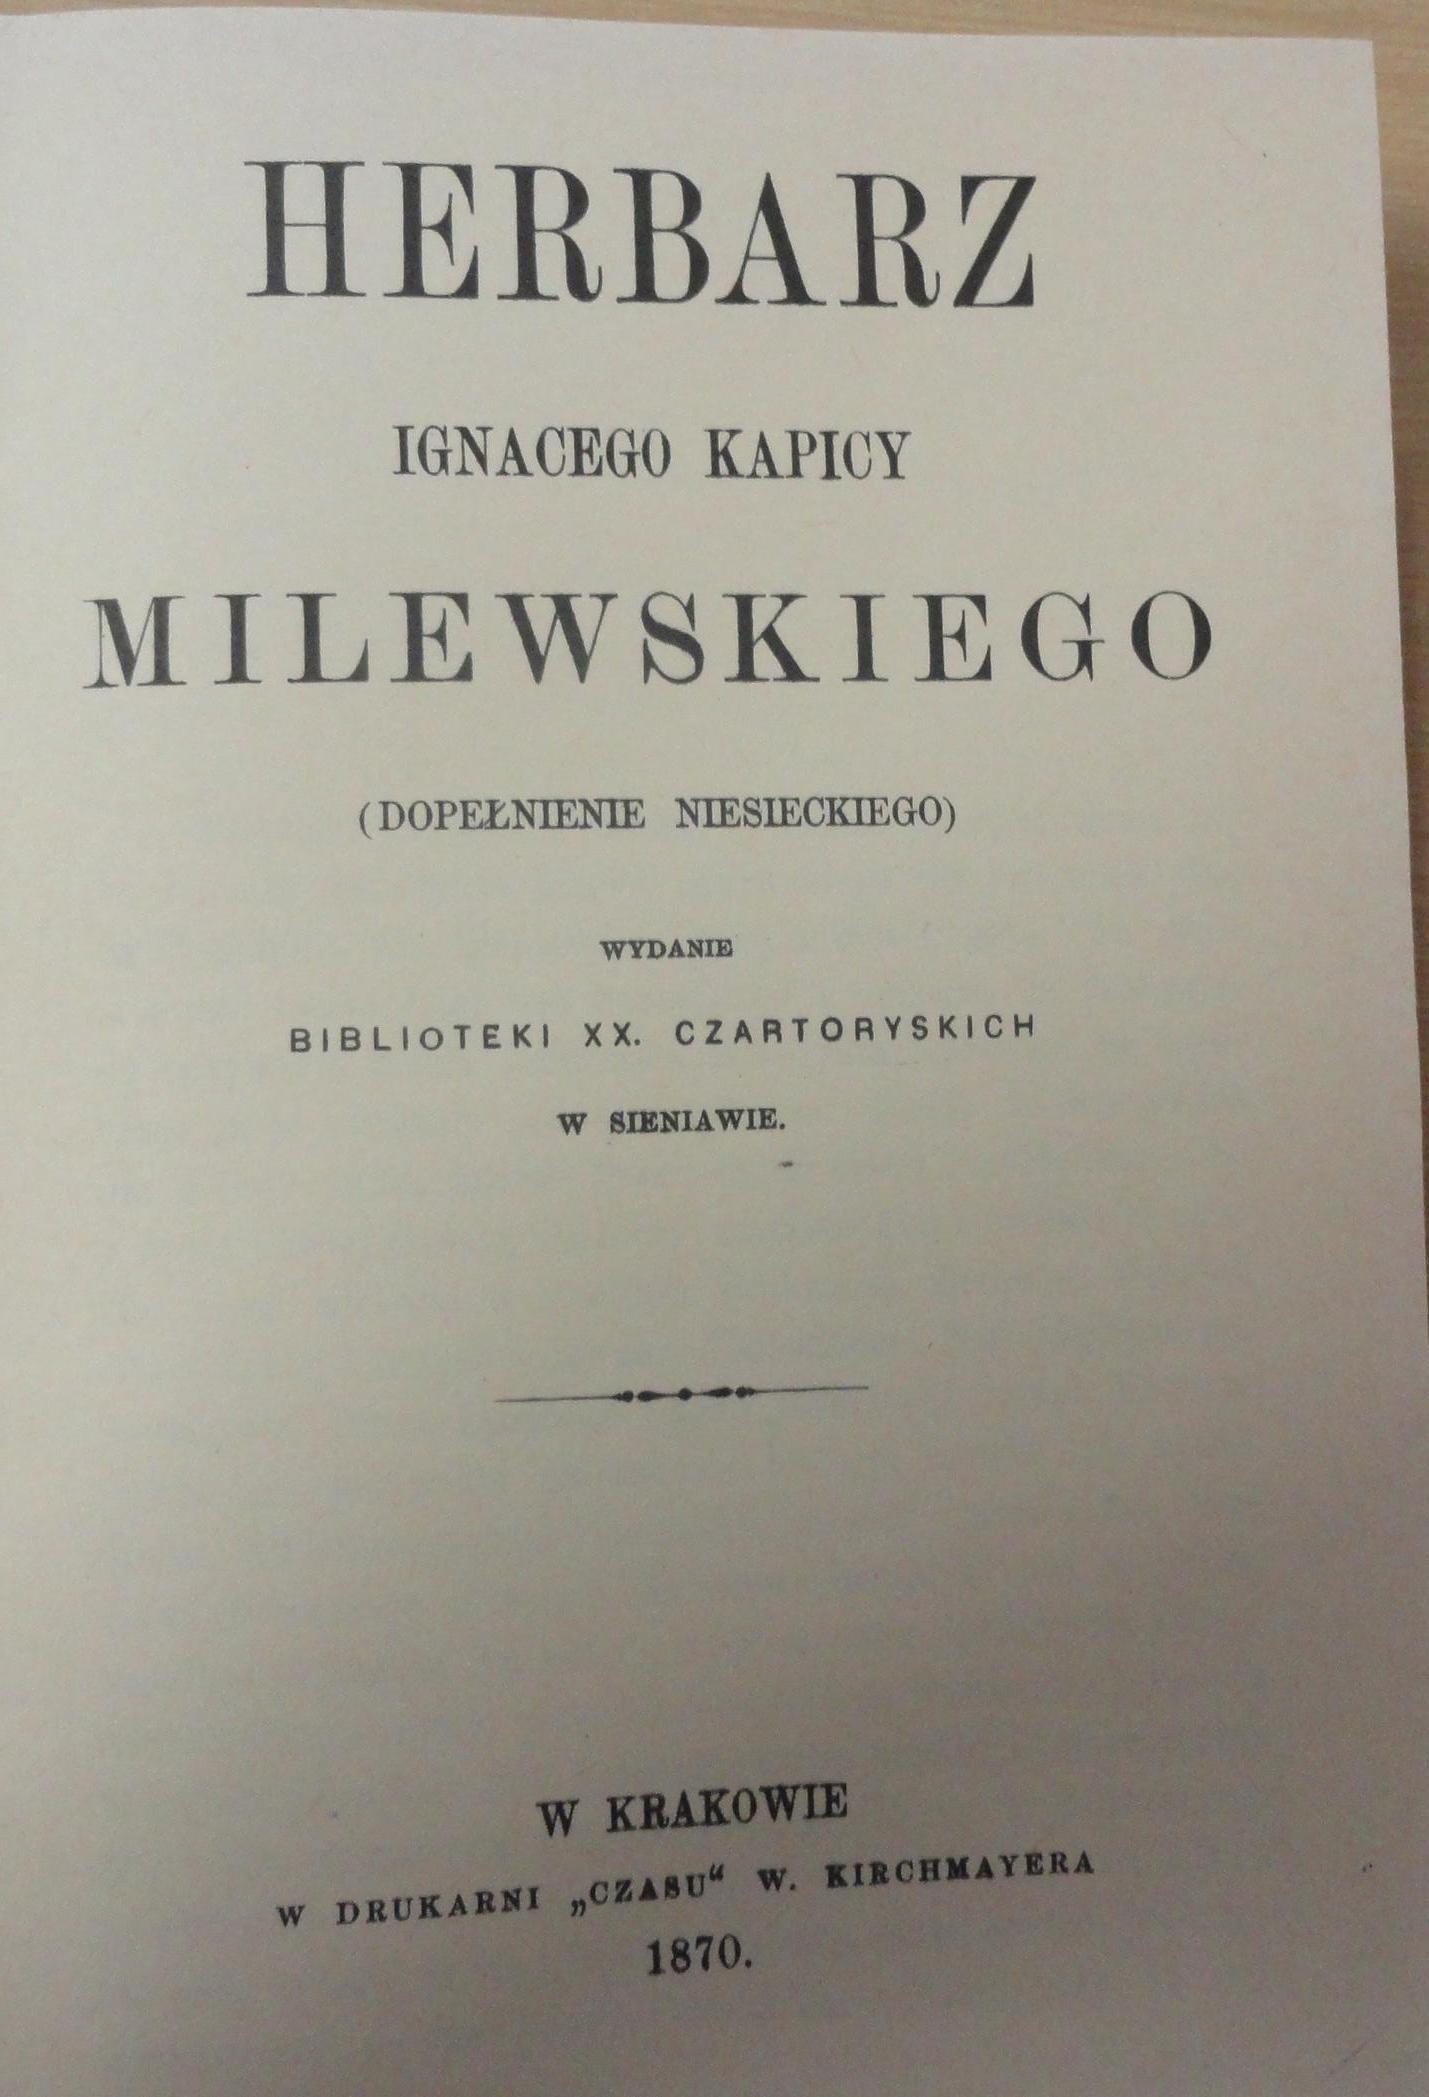 HERBARZ
IGNACEGO KAPICY
MILEWSKIEGO
(DOPEŁNIENIE NIESIECKIEGO)
WYDANIE
BIBLIOTEKI XX. CZARTORYSKICH
W SIENIAWIE.
W KRAKOWIE
W DRUKARNI „CZASU“ W. KIRCHMAYERA
1870.